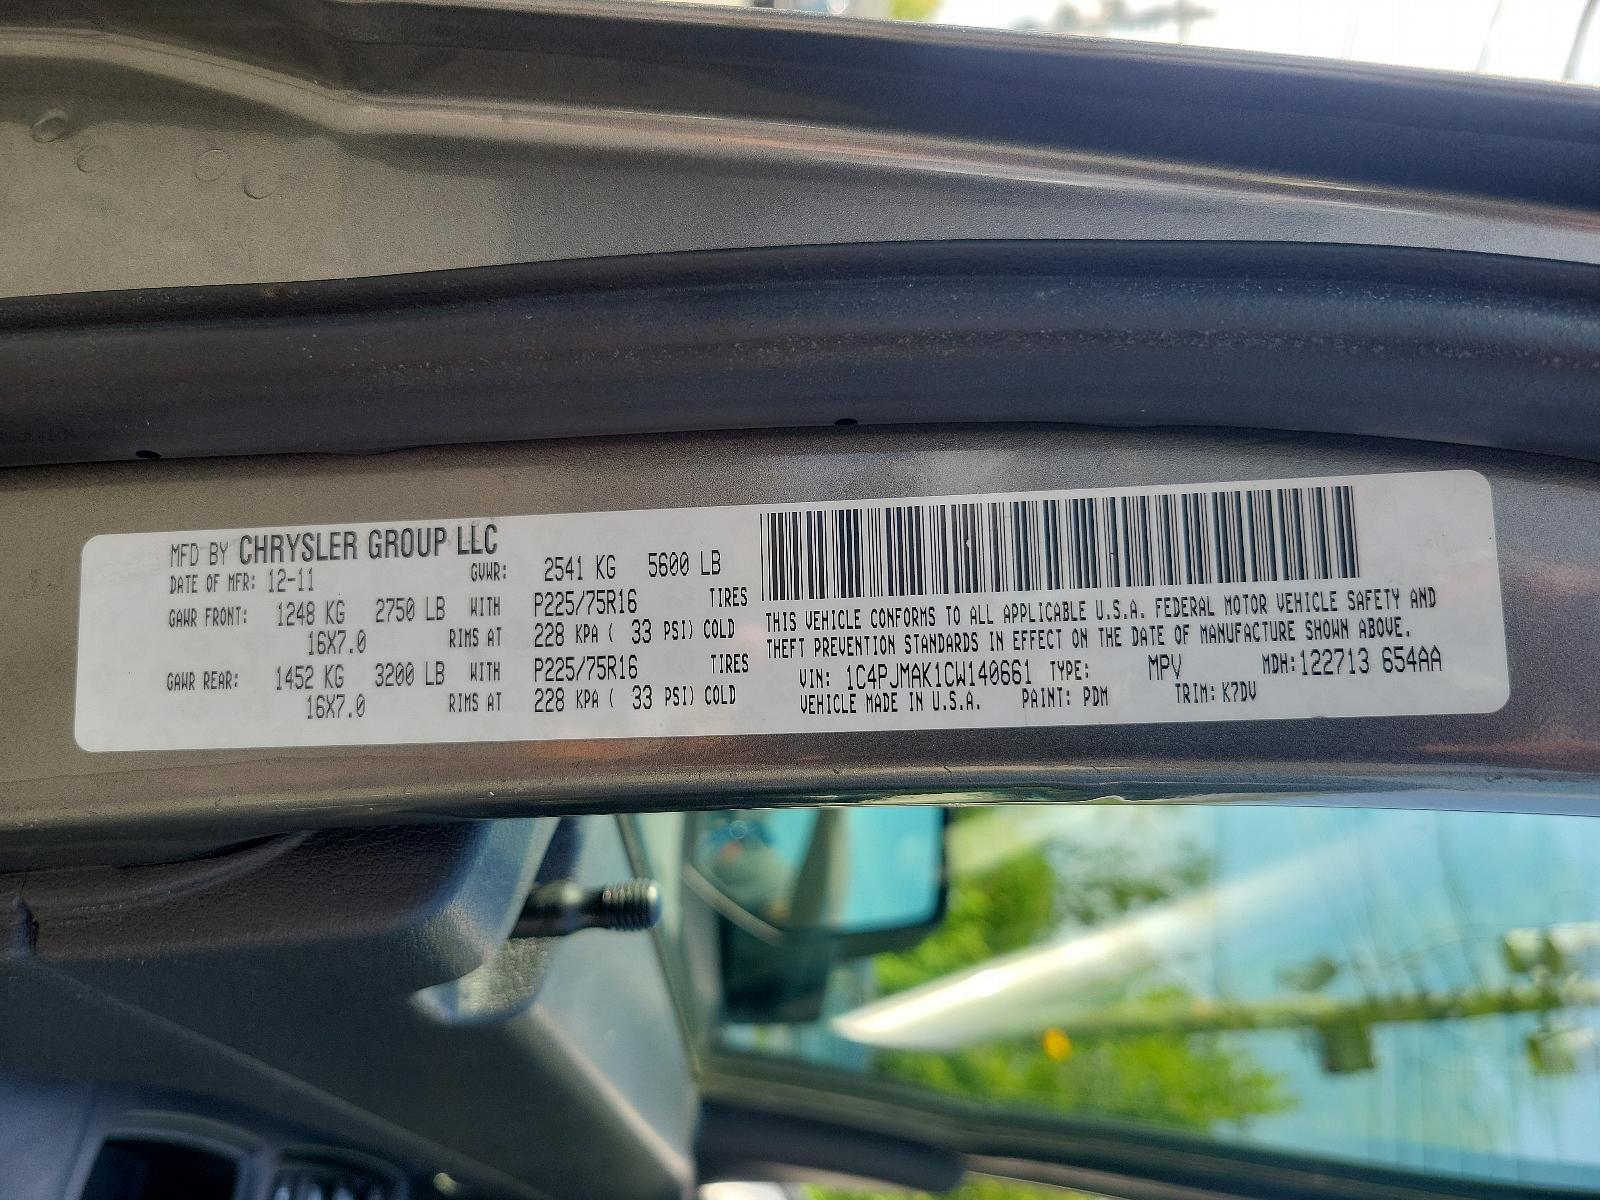 MFD BY CHRYSLER GROUP LLC
DATE OF MFR: 12-11 GVWR: 2541 KG 5600 LB
GAWR FRONT: 1248 KG 2750 LB WITH P225/75R16 TIRES
16X7.0 RIMS AT 228 KPA ( 33 PSI) COLD
GAWR REAR: 1452 KG 3200 LB WITH P225/75R16 TIRES
16X7.0 RIMS AT 228 KPA ( 33 PSI) COLD
THIS VEHICLE CONFORMS TO ALL APPLICABLE U.S.A. FEDERAL MOTOR VEHICLE SAFETY AND
THEFT PREVENTION STANDARDS IN EFFECT ON THE DATE OF MANUFACTURE SHOWN ABOVE.
VIN: 1C4PJMAK1CW140661 TYPE: MPV MDH:122713 654AA
VEHICLE MADE IN U.S.A. PAINT: PDM TRIM: K7DV